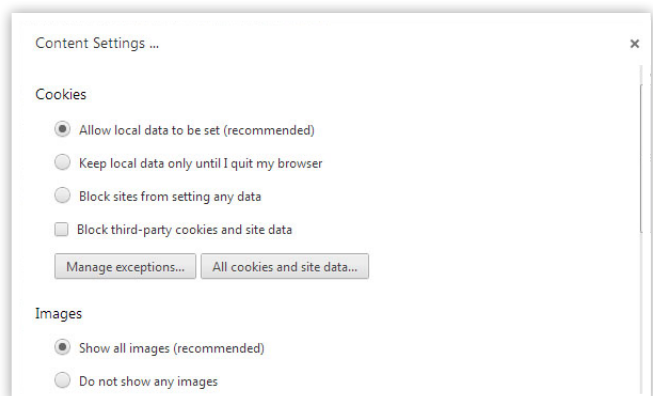 Content Settings ...
Cookies
Allow local data to be set (recommended)
Keep local data only until I quit my browser
Block sites from setting any data
Block third-party cookies and site data
Manage exceptions... All cookies and site data...
Images
Show all images (recommended)
Do not show any images